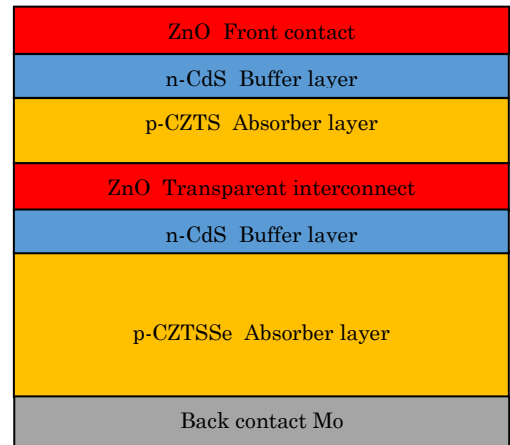 ZnO  Front contact
n-CdS  Buffer layer
p-CZTS  Absorber layer
ZnO  Transparent interconnect
n-CdS  Buffer layer
p-CZTSSe  Absorber layer
Back contact Mo